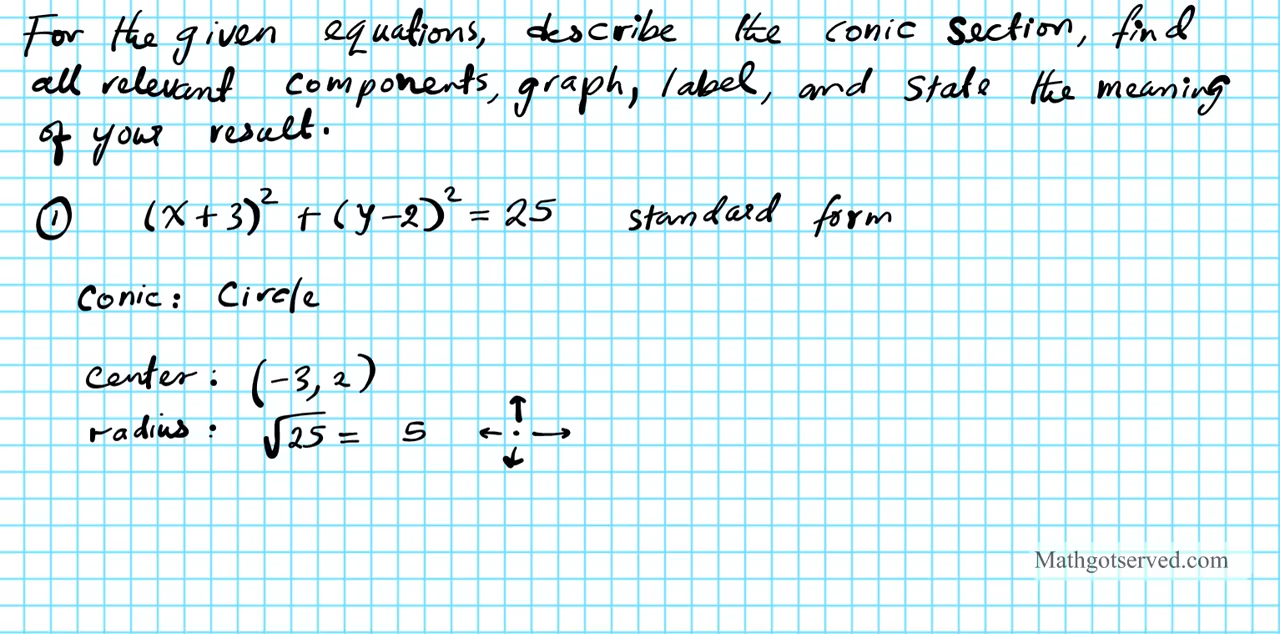 For the given equations, describe the conic section, find
all relevant components, graph, label, and state the meaning
of your result.
① (x+3)² + (y-2)² = 25 standard form
Conic: Circle
Center: (-3, 2)
radius: √25 = 5
Mathgotserved.com